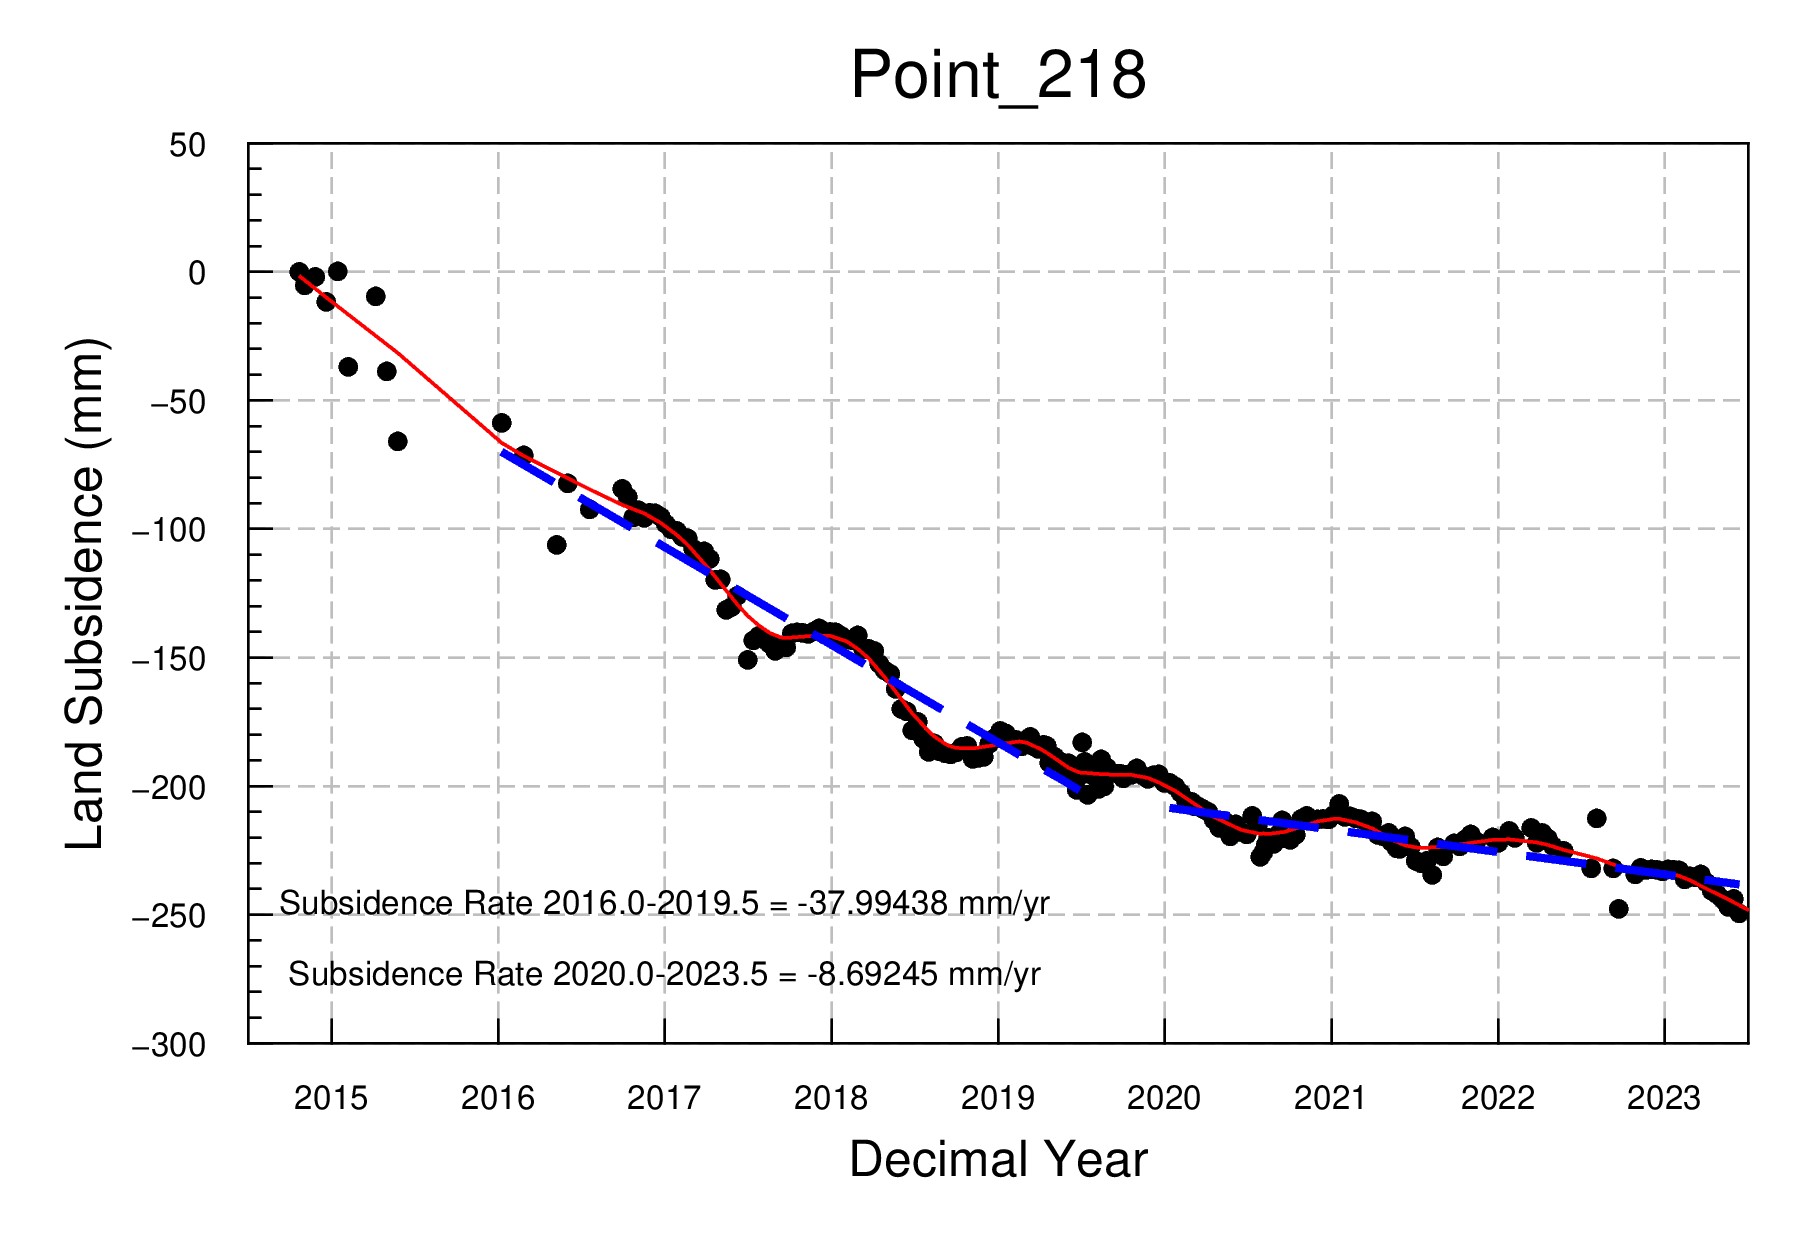 Point_218
50
0
−50
−100
−150
−200
−250
−300
Land Subsidence (mm)
Subsidence Rate 2016.0-2019.5 = -37.99438 mm/yr
Subsidence Rate 2020.0-2023.5 = -8.69245 mm/yr
2015 2016 2017 2018 2019 2020 2021 2022 2023
Decimal Year